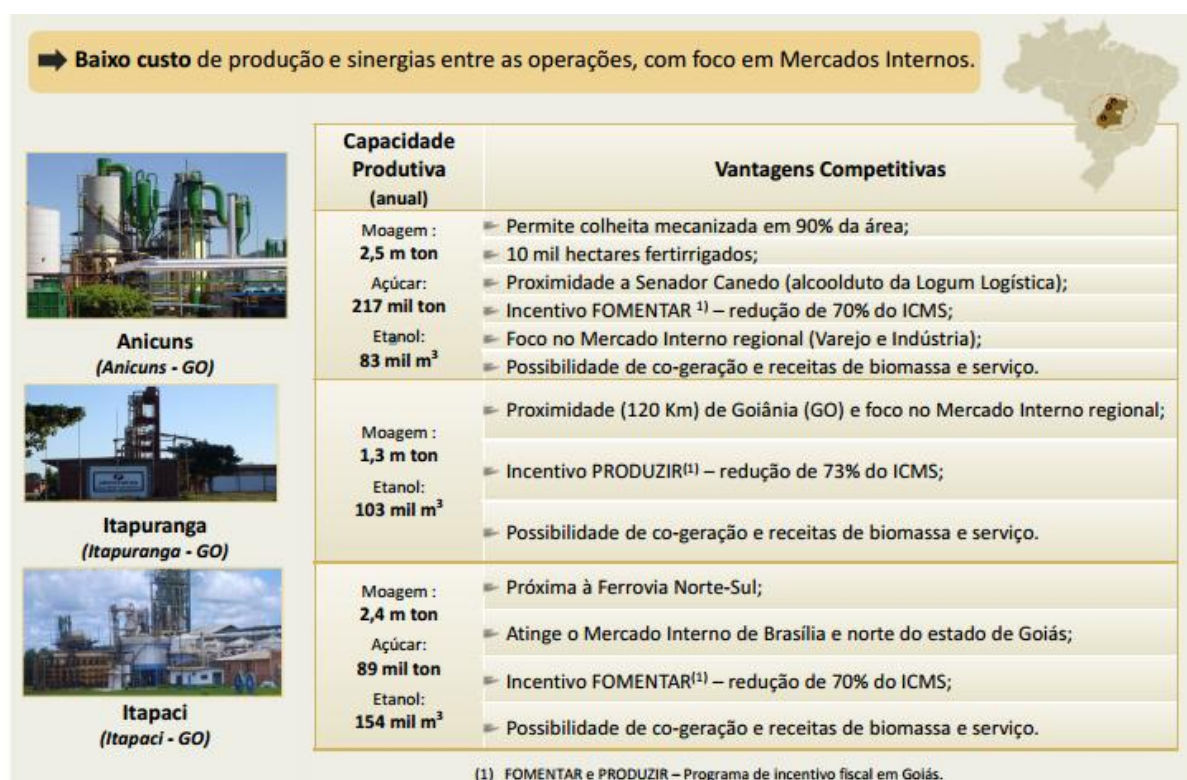 ➡ Baixo custo de produção e sinergias entre as operações, com foco em Mercados Internos.
Capacidade
Produtiva
(anual)
Vantagens Competitivas
Anicuns
(Anicuns - GO)
Moagem :
2,5 m ton
Açúcar:
217 mil ton
Etanol:
83 mil m³
Permite colheita mecanizada em 90% da área;
10 mil hectares fertirrigados;
Proximidade a Senador Canedo (alcoolduto da Logum Logística);
Incentivo FOMENTAR ¹⁾ – redução de 70% do ICMS;
Foco no Mercado Interno regional (Varejo e Indústria);
Possibilidade de co-geração e receitas de biomassa e serviço.
Itapuranga
(Itapuranga - GO)
Moagem :
1,3 m ton
Etanol:
103 mil m³
Proximidade (120 Km) de Goiânia (GO) e foco no Mercado Interno regional;
Incentivo PRODUZIR⁽¹⁾ – redução de 73% do ICMS;
Possibilidade de co-geração e receitas de biomassa e serviço.
Itapaci
(Itapaci - GO)
Moagem :
2,4 m ton
Açúcar:
89 mil ton
Etanol:
154 mil m³
Próxima à Ferrovia Norte-Sul;
Atinge o Mercado Interno de Brasília e norte do estado de Goiás;
Incentivo FOMENTAR⁽¹⁾ – redução de 70% do ICMS;
Possibilidade de co-geração e receitas de biomassa e serviço.
(1) FOMENTAR e PRODUZIR – Programa de incentivo fiscal em Goiás.